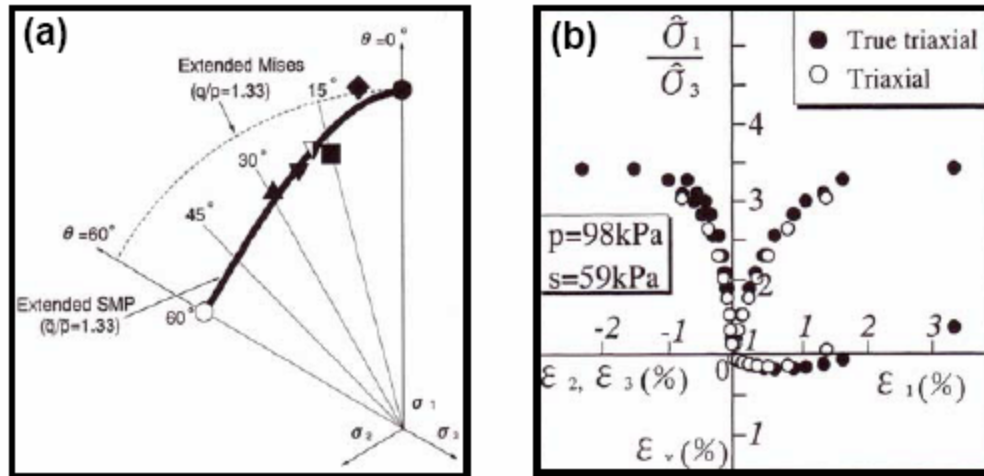 (a)
θ=0°
Extended Mises
(q/p=1.33)
15°
30°
45°
θ=60°
Extended SMP
(q̃/p̃=1.33)
60°
σ1
σ2
σ3
(b)
σ̂1
σ̂3
True triaxial
Triaxial
4
3
2
1
p=98kPa
s=59kPa
-2 -1 0 1 2 3
ε2, ε3(%)
ε1(%)
1
εv(%)